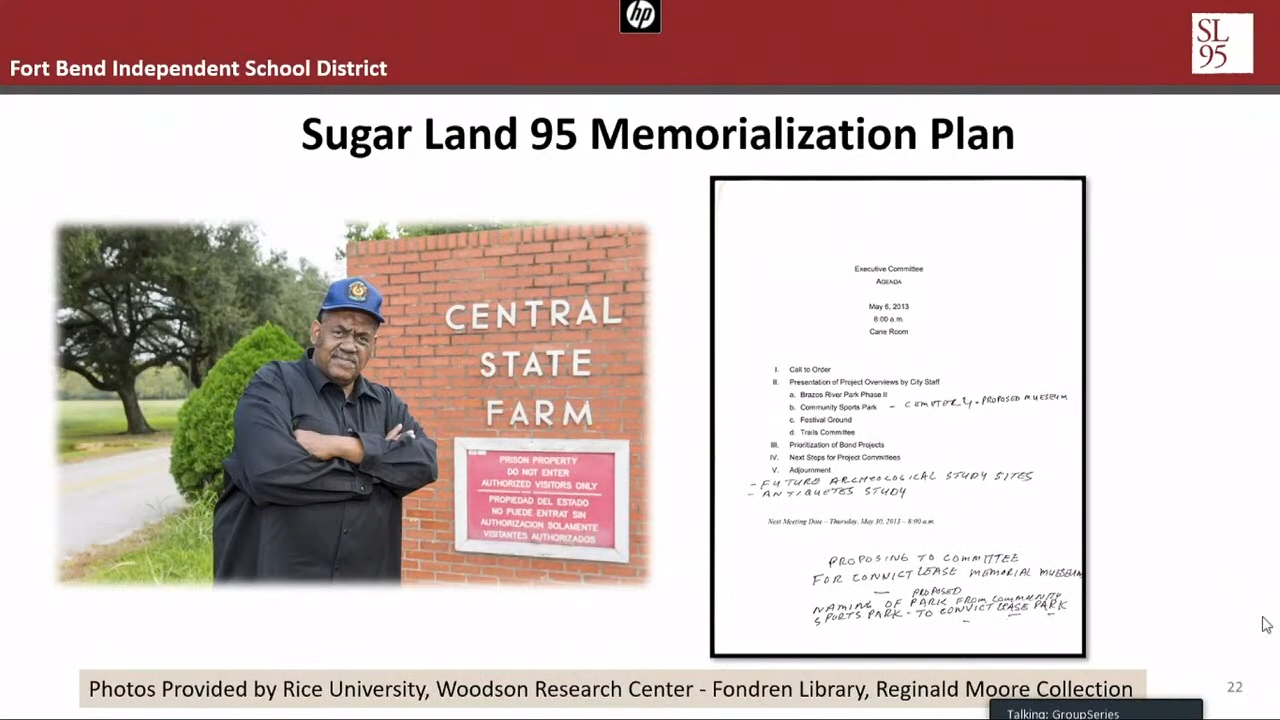 hp
SL
95
Fort Bend Independent School District
Sugar Land 95 Memorialization Plan
CENTRAL
STATE
FARM
PRISON PROPERTY
DO NOT ENTER
AUTHORIZED VISITORS ONLY
PROPIEDAD DEL ESTADO
NO PUEDE ENTRAT SIN
AUTHORIZACION SOLAMENTE
VISITANTES AUTHORIZADOS
Executive Committee
AGENDA
May 6, 2013
8:00 a.m.
Cane Room
I. Call to Order
II. Presentation of Project Overviews by City Staff
a. Brazos River Park Phase II
b. Community Sports Park - CEMETERY - PROPOSED MUSEUM
c. Festival Ground
d. Trails Committee
III. Prioritization of Bond Projects
IV. Next Steps for Project Committees
V. Adjournment
- FUTURE ARCHEOLOGICAL STUDY SITES
- ANTIQUETES STUDY
Next Meeting Date – Thursday, May 30, 2013 – 8:00 a.m.
PROPOSING TO COMMITTEE
FOR CONVICT LEASE MEMORIAL MUSEUM
— PROPOSED
NAMING OF PARK FROM COMMUNITY
SPORTS PARK - TO CONVICT LEASE PARK
Photos Provided by Rice University, Woodson Research Center - Fondren Library, Reginald Moore Collection
22
Talking: GroupSeries